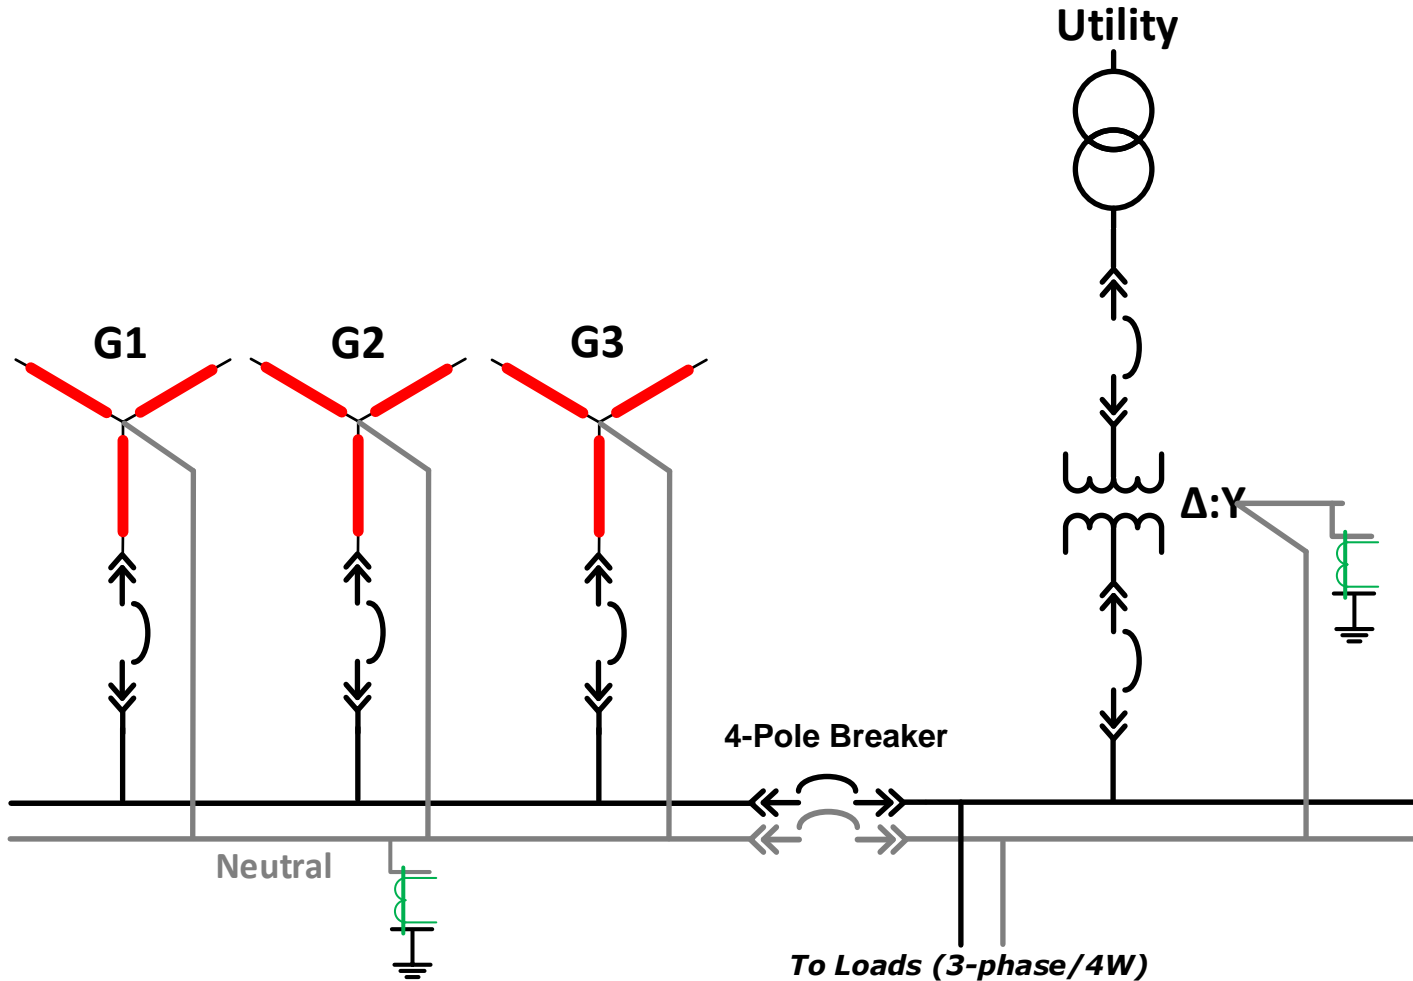 Utility
G1
G2
G3
Δ:Y
4-Pole Breaker
Neutral
To Loads (3-phase/4W)